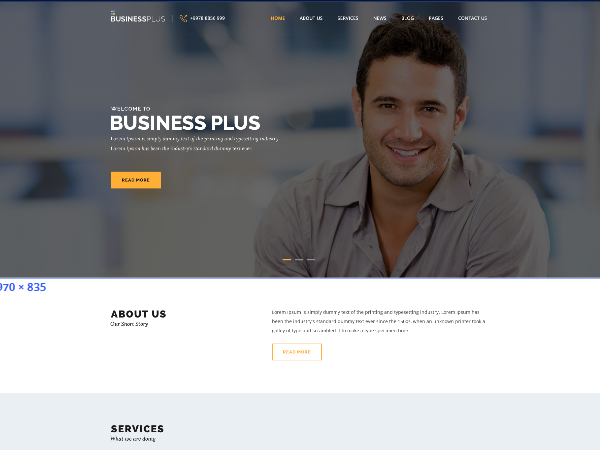 BUSINESSPLUS
+9978 8356 999
HOME
ABOUT US
SERVICES
NEWS
BLOG
PAGES
CONTACT US
WELCOME TO
BUSINESS PLUS
Lorem Ipsum is simply dummy text of the printing and typesetting industry
Lorem Ipsum has been the industry's standard dummy text ever
READ MORE
970 × 835
ABOUT US
Our Short Story
Lorem Ipsum is simply dummy text of the printing and typesetting industry. Lorem Ipsum has
been the industry's standard dummy text ever since the 1500s, when an unknown printer took a
galley of type and scrambled it to make a type specimen book.
READ MORE
SERVICES
What we are doing